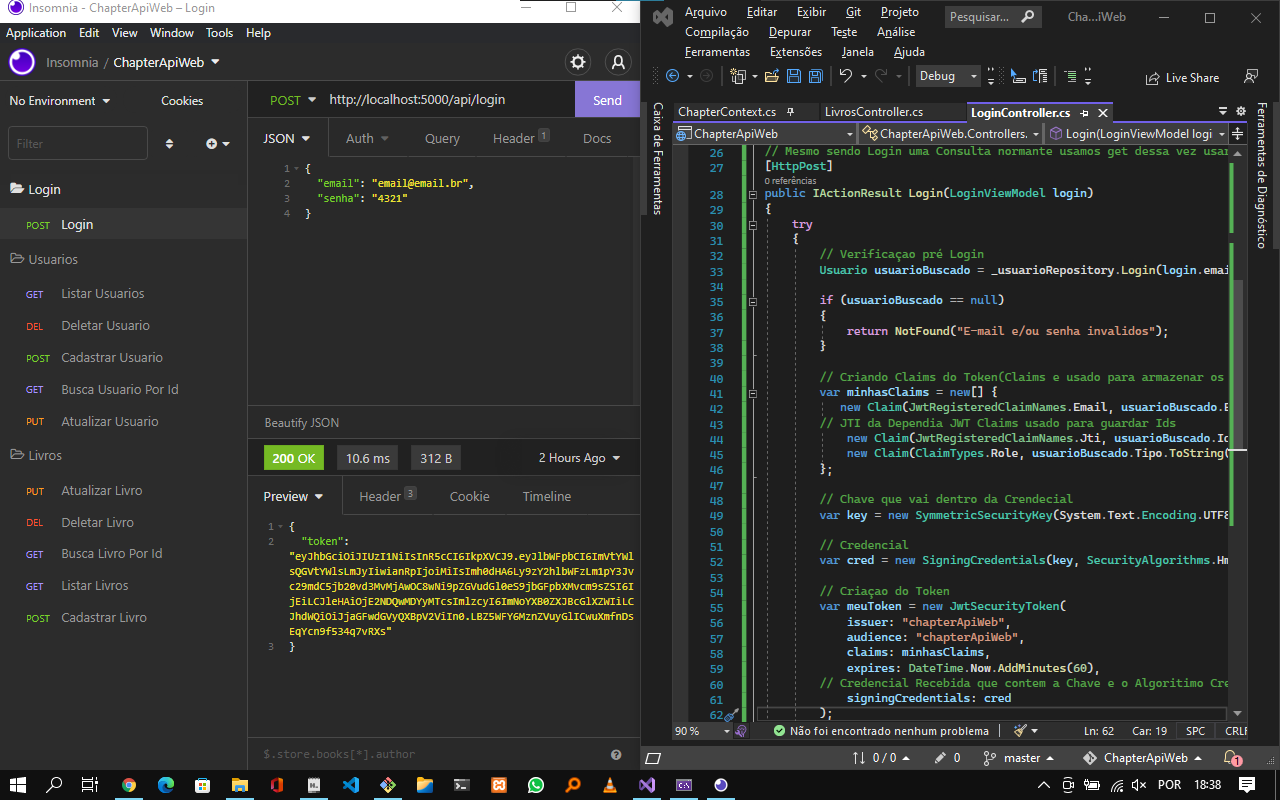 Insomnia – ChapterApiWeb – Login
Application Edit View Window Tools Help
Insomnia / ChapterApiWeb
No Environment Cookies
Filter
Login
POST Login
Usuarios
GET Listar Usuarios
DEL Deletar Usuario
POST Cadastrar Usuario
GET Busca Usuario Por Id
PUT Atualizar Usuario
Livros
PUT Atualizar Livro
DEL Deletar Livro
GET Busca Livro Por Id
GET Listar Livros
POST Cadastrar Livro
POST http://localhost:5000/api/login Send
JSON Auth Query Header 1 Docs
1 {
2 "email": "email@email.br",
3 "senha": "4321"
4 }
Beautify JSON
200 OK 10.6 ms 312 B 2 Hours Ago
Preview Header 3 Cookie Timeline
1 {
2 "token":
3 }
$.store.books[*].author
Arquivo Editar Exibir Git Projeto
Compilação Depurar Teste Análise
Ferramentas Extensões Janela Ajuda
Pesquisar... Cha...iWeb
Debug Live Share
Caixa de Ferramentas
ChapterContext.cs LivrosController.cs LoginController.cs
ChapterApiWeb ChapterApiWeb.Controllers. Login(LoginViewModel logi
26 // Mesmo sendo Login uma Consulta normante usamos get dessa vez usar
27 [HttpPost]
0 referências
28 public IActionResult Login(LoginViewModel login)
29 {
30 try
31 {
32 // Verificaçao pré Login
33 Usuario usuarioBuscado = _usuarioRepository.Login(login.emai
34
35 if (usuarioBuscado == null)
36 {
37 return NotFound("E-mail e/ou senha invalidos");
38 }
39
40 // Criando Claims do Token(Claims e usado para armazenar os
41 var minhasClaims = new[] {
42 new Claim(JwtRegisteredClaimNames.Email, usuarioBuscado.E
43 // JTI da Dependia JWT Claims usado para guardar Ids
44 new Claim(JwtRegisteredClaimNames.Jti, usuarioBuscado.Id
45 new Claim(ClaimTypes.Role, usuarioBuscado.Tipo.ToString(
46 };
47
48 // Chave que vai dentro da Crendecial
49 var key = new SymmetricSecurityKey(System.Text.Encoding.UTF8
50
51 // Credencial
52 var cred = new SigningCredentials(key, SecurityAlgorithms.Hm
53
54 // Criaçao do Token
55 var meuToken = new JwtSecurityToken(
56 issuer: "chapterApiWeb",
57 audience: "chapterApiWeb",
58 claims: minhasClaims,
59 expires: DateTime.Now.AddMinutes(60),
60 // Credencial Recebida que contem a Chave e o Algoritimo Cre
61 signingCredentials: cred
62 );
Ferramentas de Diagnóstico
90 % Não foi encontrado nenhum problema Ln: 62 Car: 19 SPC CRLF
0 / 0 0 master ChapterApiWeb 1
POR 18:38